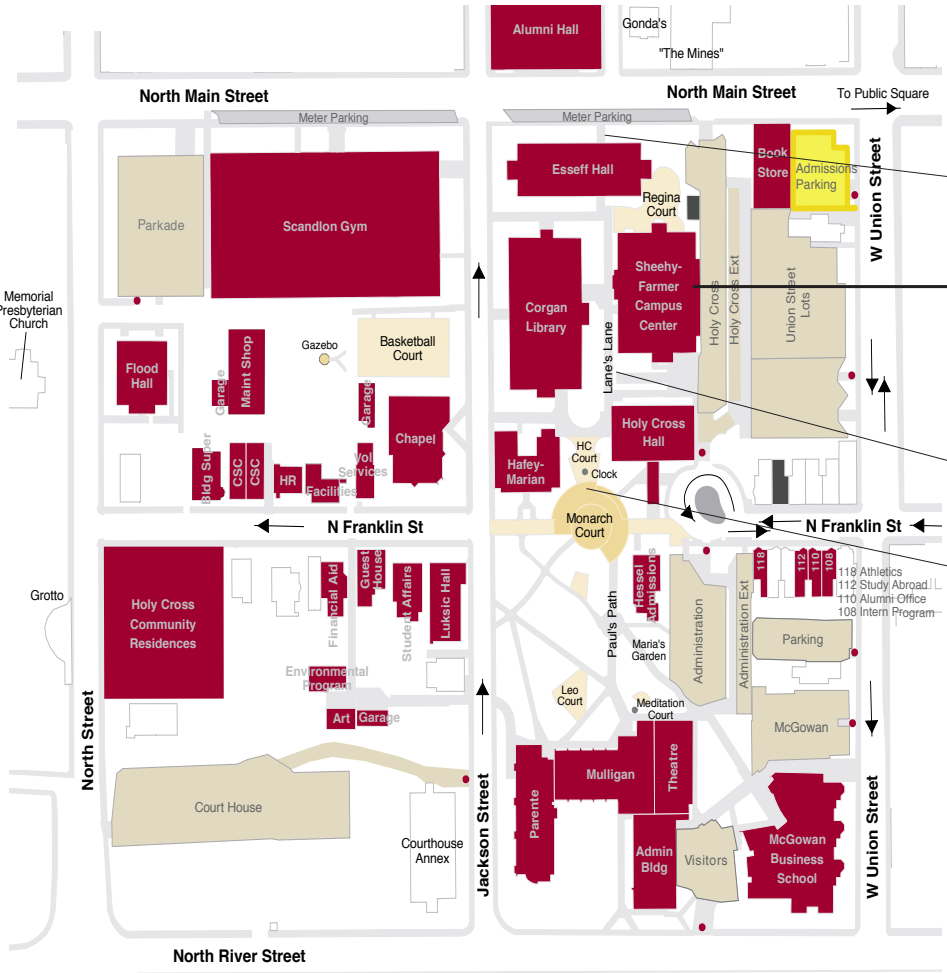 Alumni Hall
Gonda's
"The Mines"
North Main Street
North Main Street
To Public Square
Meter Parking
Meter Parking
Book
Store
Admissions
Parking
W Union Street
Esseff Hall
Regina
Court
Parkade
Scandlon Gym
Sheehy-
Farmer
Campus
Center
Corgan
Library
Holy Cross
Holy Cross Ext
Union Street
Lots
Memorial
Presbyterian
Church
Gazebo
Basketball
Court
Lane's Lane
Flood
Hall
Garage
Maint Shop
Garage
Chapel
Holy Cross
Hall
HC
Court
Clock
Hafey-
Marian
Bldg Super
CSC
CSC
HR
Facilities
Vol
Services
Monarch
Court
N Franklin St
N Franklin St
Holy Cross
Community
Residences
Grotto
Financial Aid
Guest
House
Student Affairs
Luksic Hall
Environmental
Program
Art
Garage
Paul's Path
Hessel
Admissions
Maria's
Garden
Administration
Administration Ext
118
112
110
108
118 Athletics
112 Study Abroad
110 Alumni Office
108 Intern Program
Parking
Leo
Court
Meditation
Court
McGowan
North Street
Court House
Courthouse
Annex
Jackson Street
Parente
Mulligan
Theatre
Admin
Bldg
Visitors
McGowan
Business
School
W Union Street
North River Street